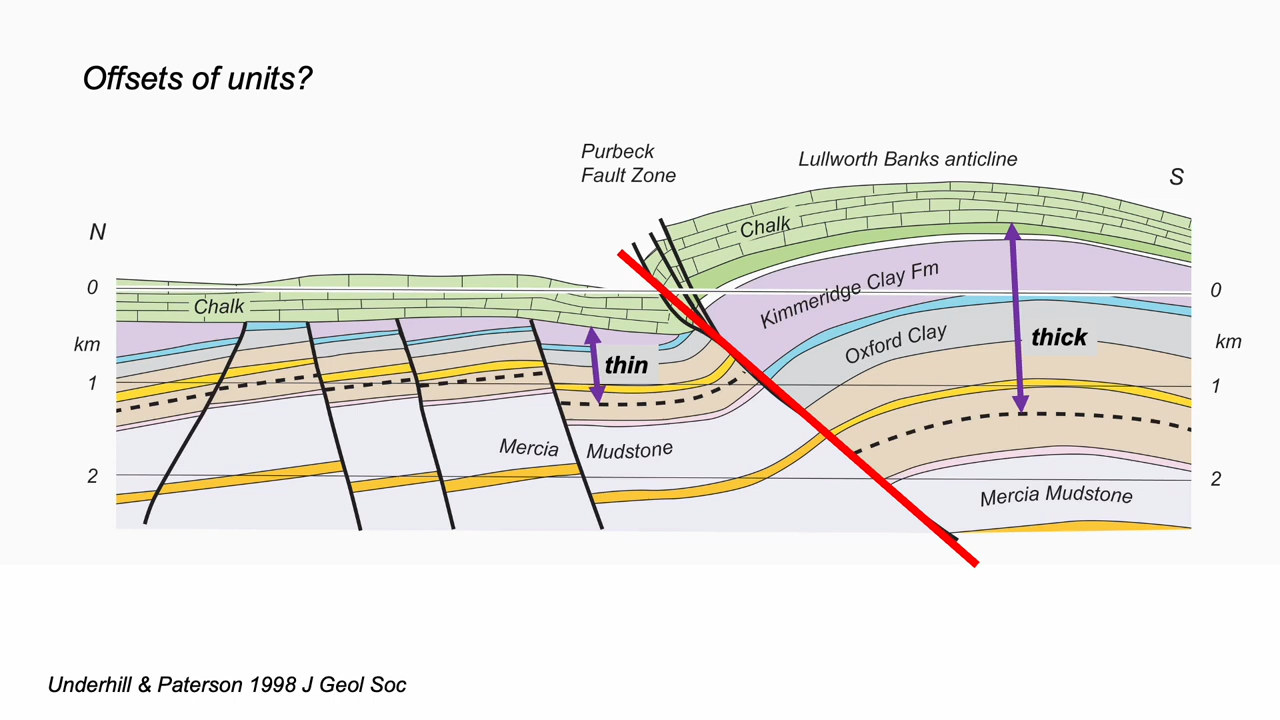 Offsets of units?
Purbeck
Fault Zone
Lullworth Banks anticline
S
N
Chalk
0
Chalk
Kimmeridge Clay Fm
0
km
Oxford Clay
thin
thick
km
1
1
Mercia Mudstone
2
2
Mercia Mudstone
Underhill & Paterson 1998 J Geol Soc